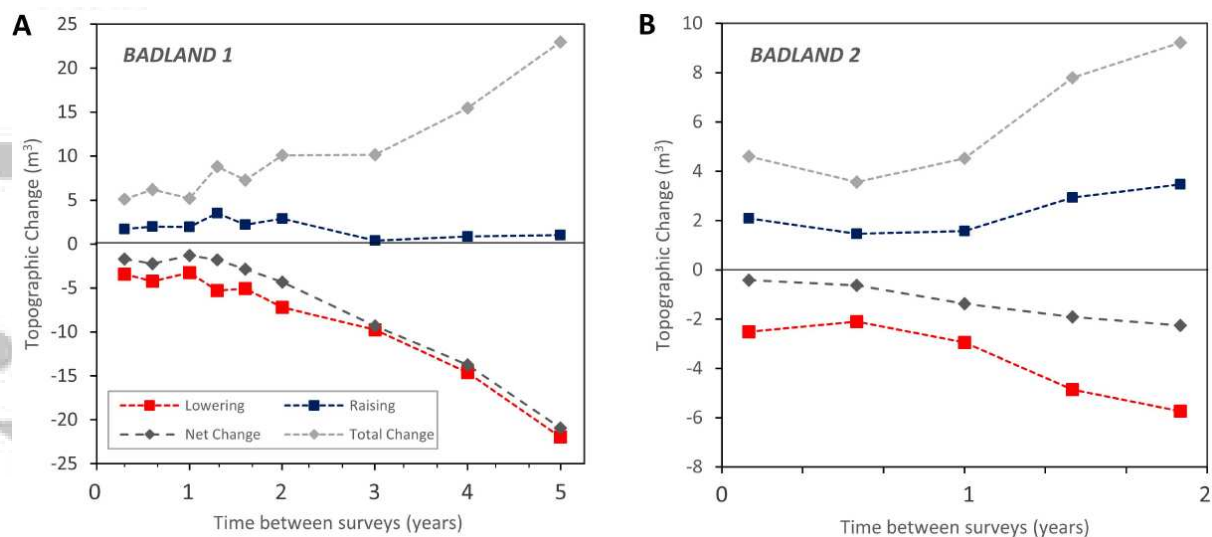 A
BADLAND 1
Topographic Change (m³)
25
20
15
10
5
0
-5
-10
-15
-20
-25
Lowering
Raising
Net Change
Total Change
0 1 2 3 4 5
Time between surveys (years)
B
BADLAND 2
Topographic Change (m³)
10
8
6
4
2
0
-2
-4
-6
-8
0 1 2
Time between surveys (years)